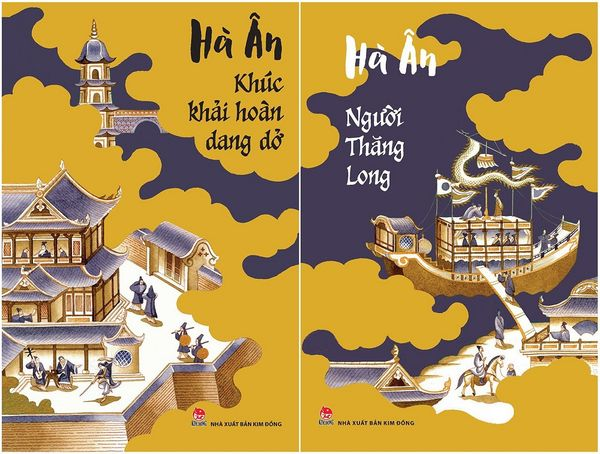 Hà Ân
Khúc
khải hoàn
dang dở
NHÀ XUẤT BẢN KIM ĐỒNG
Hà Ân
Người
Thăng
Long
NHÀ XUẤT BẢN KIM ĐỒNG